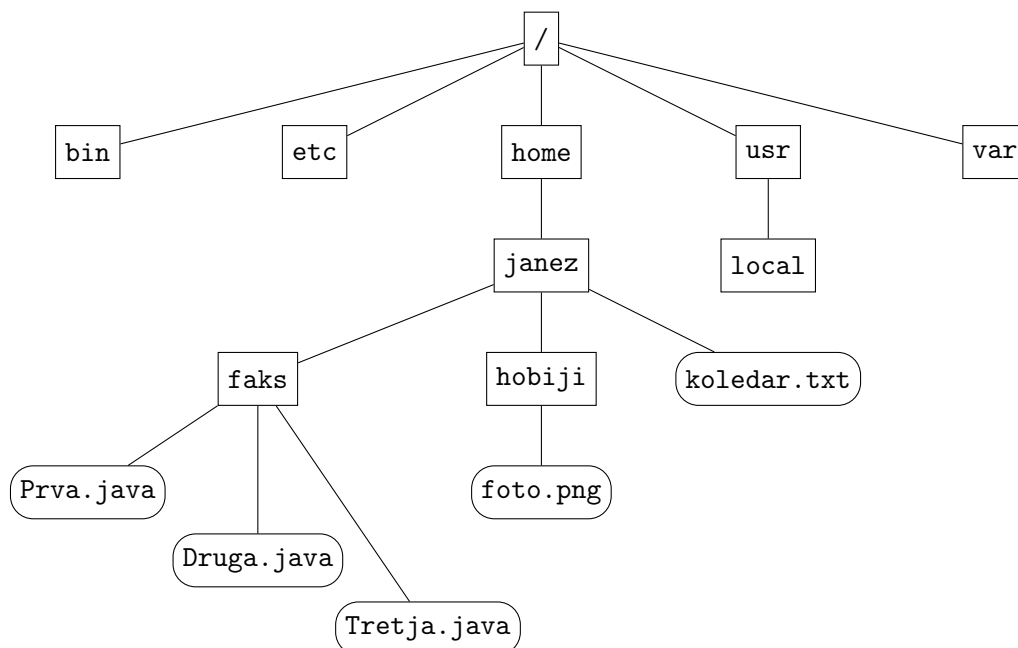 /
bin etc home usr var
janez local
faks hobiji koledar.txt
Prva.java foto.png
Druga.java
Tretja.java